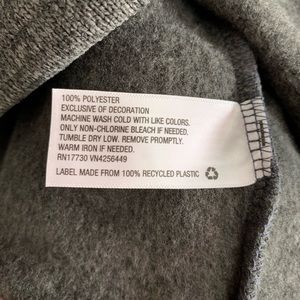 100% POLYESTER
EXCLUSIVE OF DECORATION
MACHINE WASH COLD WITH LIKE COLORS.
ONLY NON-CHLORINE BLEACH IF NEEDED.
TUMBLE DRY LOW. REMOVE PROMPTLY.
WARM IRON IF NEEDED.
RN17730 VN4256449
LABEL MADE FROM 100% RECYCLED PLASTIC